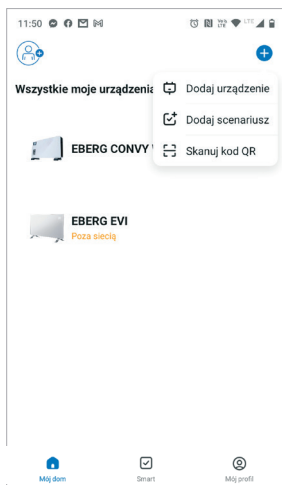 11:50
LTE
Wszystkie moje urządzenia
Dodaj urządzenie
Dodaj scenariusz
Skanuj kod QR
EBERG CONVY
EBERG EVI
Poza siecią
Mój dom
Smart
Mój profil